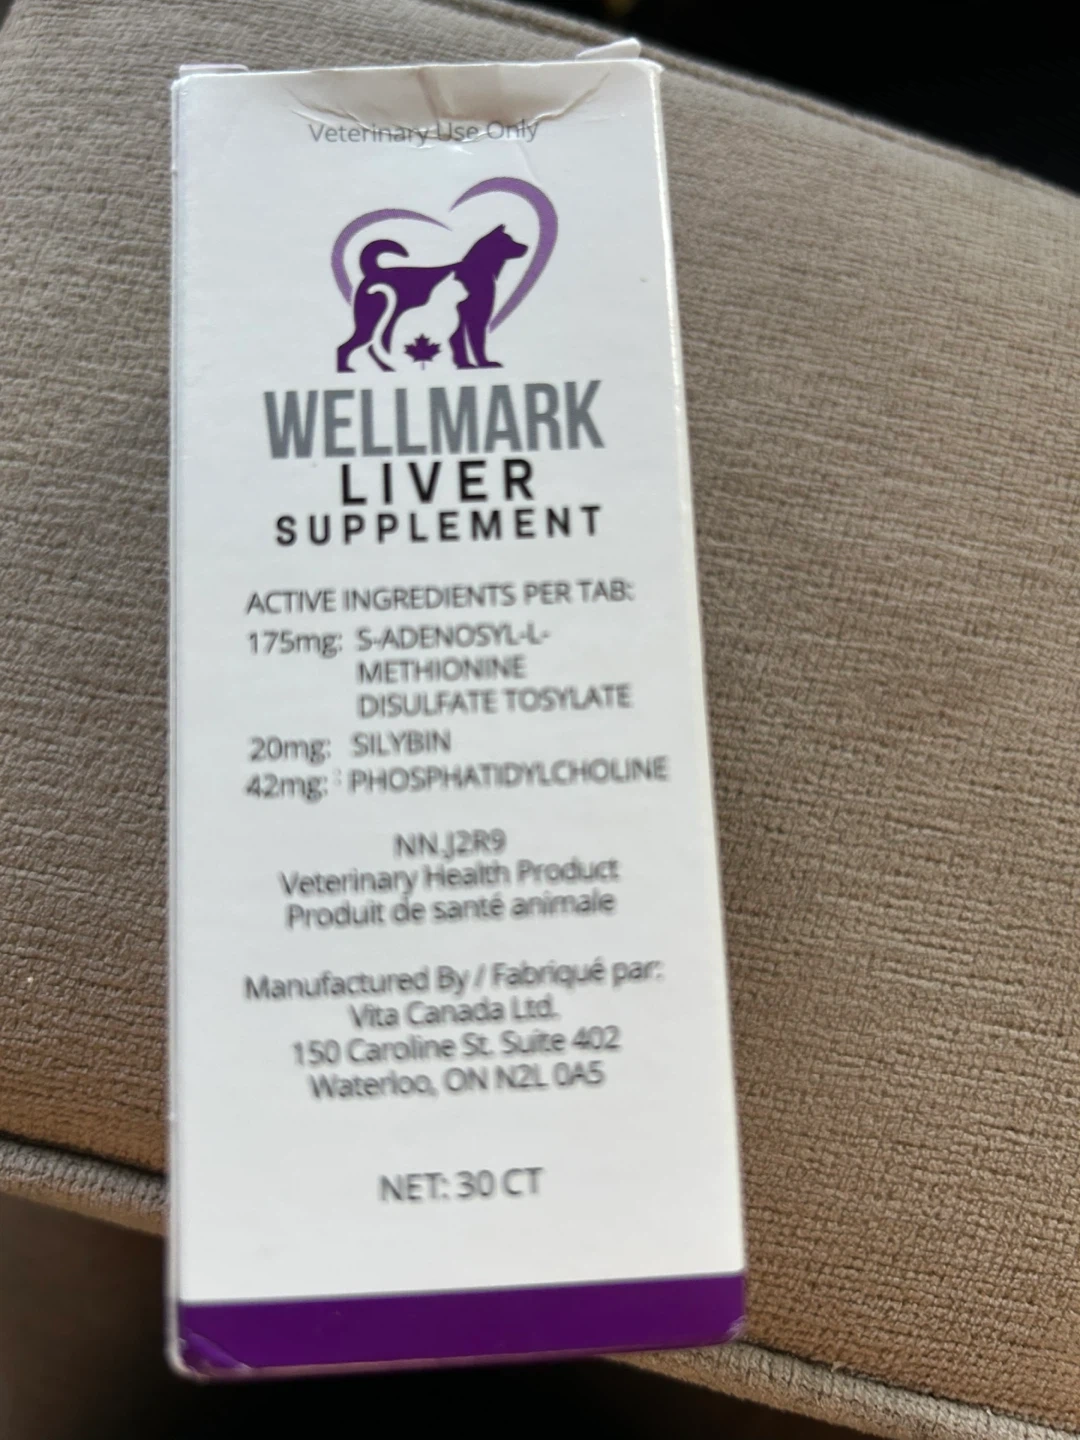 Veterinary Use Only
WELLMARK
LIVER
SUPPLEMENT
ACTIVE INGREDIENTS PER TAB:
175mg: S-ADENOSYL-L-
METHIONINE
DISULFATE TOSYLATE
20mg: SILYBIN
42mg: PHOSPHATIDYLCHOLINE
NN.J2R9
Veterinary Health Product
Produit de santé animale
Manufactured By / Fabriqué par:
Vita Canada Ltd.
150 Caroline St. Suite 402
Waterloo, ON N2L 0A5
NET: 30 CT